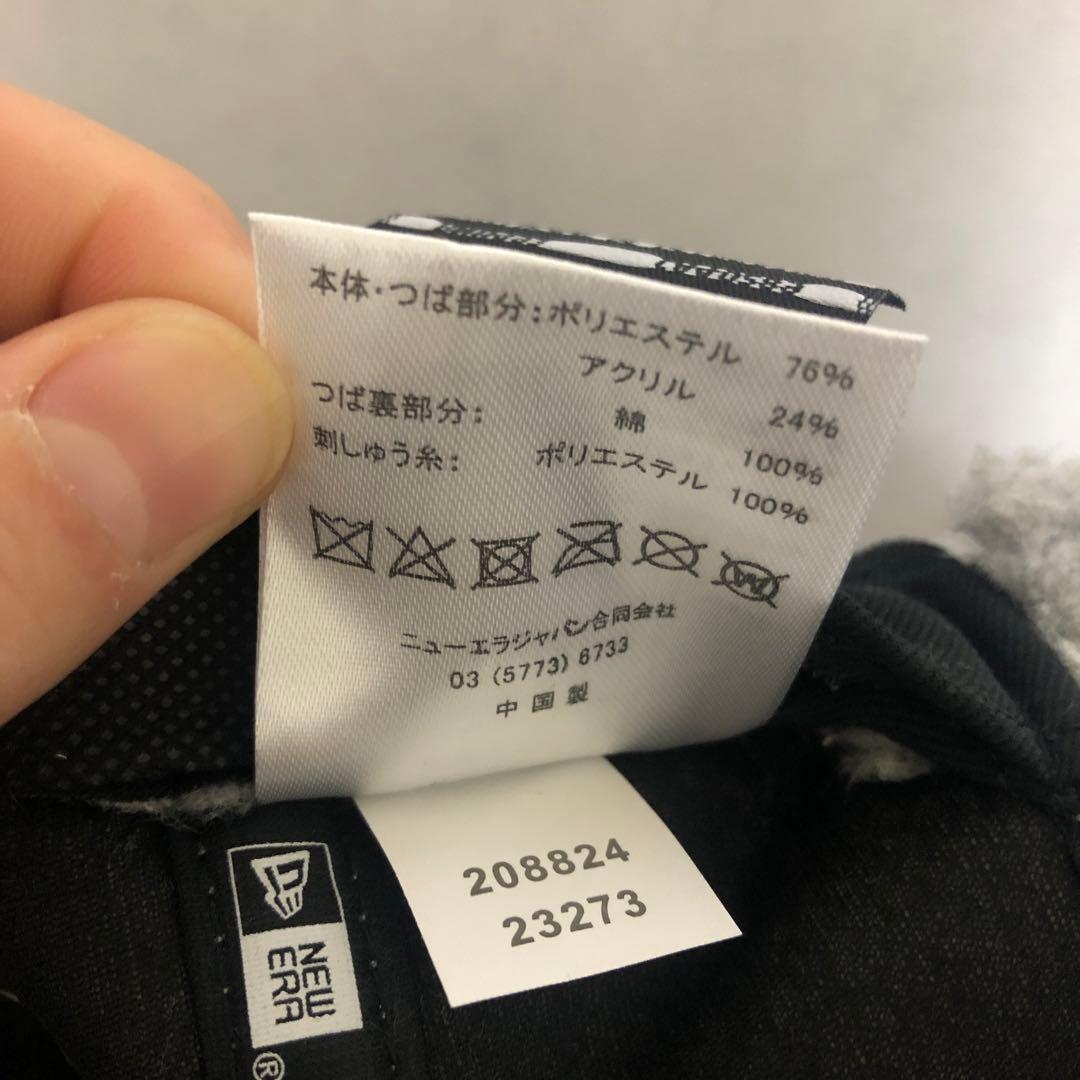 本体・つば部分：ポリエステル 76%
アクリル 24%
つば裏部分： 綿 100%
刺しゅう糸： ポリエステル 100%
ニューエラジャパン合同会社
03 (5773) 6733
中国製
208824
23273
NEW
ERA
®